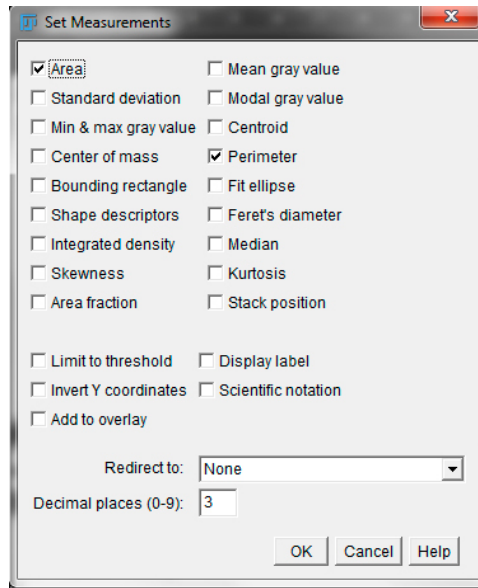 Set Measurements
Area Mean gray value
Standard deviation Modal gray value
Min & max gray value Centroid
Center of mass Perimeter
Bounding rectangle Fit ellipse
Shape descriptors Feret's diameter
Integrated density Median
Skewness Kurtosis
Area fraction Stack position
Limit to threshold Display label
Invert Y coordinates Scientific notation
Add to overlay
Redirect to: None
Decimal places (0-9): 3
OK Cancel Help